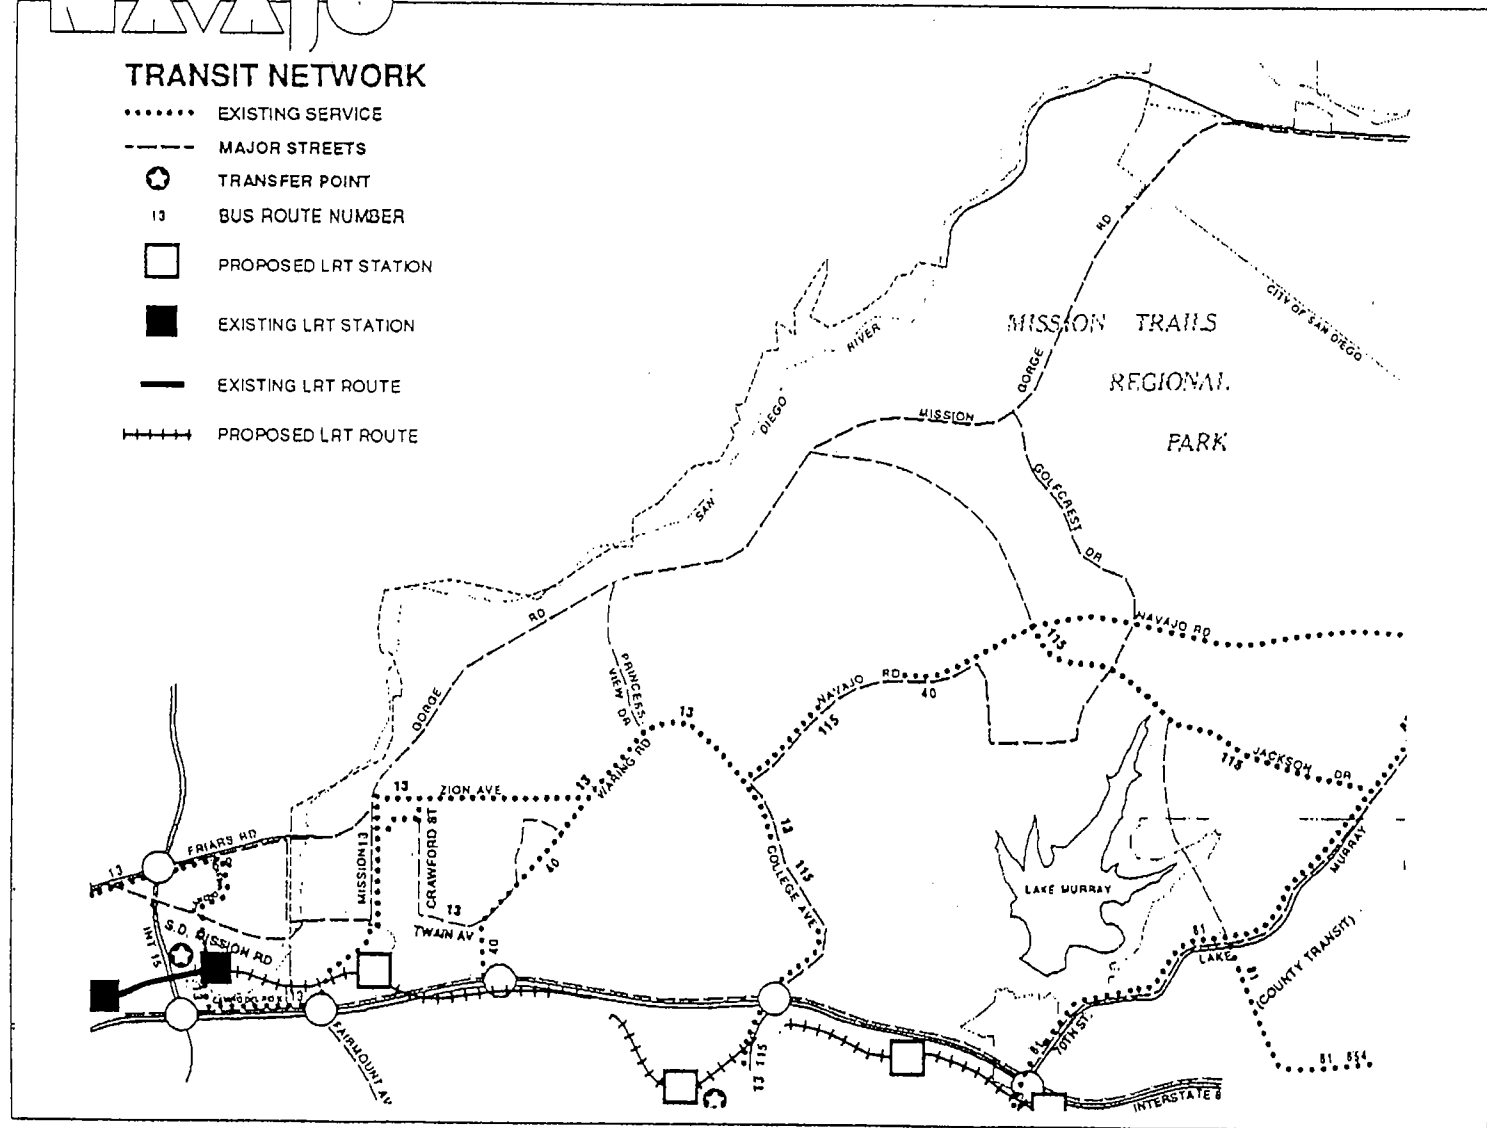 NAVAJO
TRANSIT NETWORK
EXISTING SERVICE
MAJOR STREETS
TRANSFER POINT
13 BUS ROUTE NUMBER
PROPOSED LRT STATION
EXISTING LRT STATION
EXISTING LRT ROUTE
PROPOSED LRT ROUTE
RD
CITY OF SAN DIEGO
MISSION TRAILS
REGIONAL
PARK
RIVER
GORGE
DIEGO
MISSION
GOLFCREST
DR
SAN
RD
NAVAJO RD
115
PRINCESS
VIEW DR
NAVAJO RD
40
GORGE
13
115
WARING RD
JACKSON DR
115
13
ZION AVE
13
FRIARS RD
MISSION
13
CRAWFORD ST
13
115
COLLEGE AVE
MURRAY
13
40
LAKE MURRAY
13
TWAIN AV
40
81
LAKE
S.D. MISSION RD
INT 15
81
(COUNTY TRANSIT)
13
FAIRMOUNT AV
81
70TH ST.
13 115
81 854
INTERSTATE 8